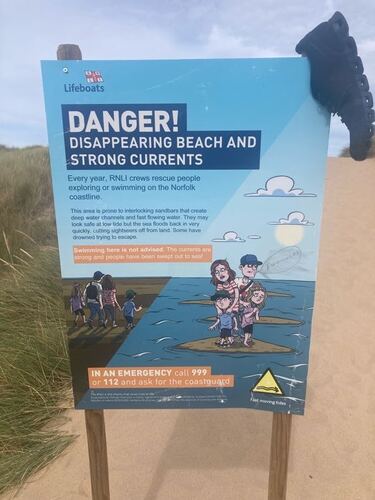 Lifeboats
DANGER!
DISAPPEARING BEACH AND
STRONG CURRENTS
Every year, RNLI crews rescue people
exploring or swimming on the Norfolk
coastline.
This area is prone to interlocking sandbars that create
deep water channels and fast flowing water. They may
look safe at low tide but the sea floods back in very
quickly, cutting sightseers off from land. Some have
drowned trying to escape.
Swimming here is not advised. The currents are
strong and people have been swept out to sea!
IN AN EMERGENCY call 999
or 112 and ask for the coastguard
Fast moving tides